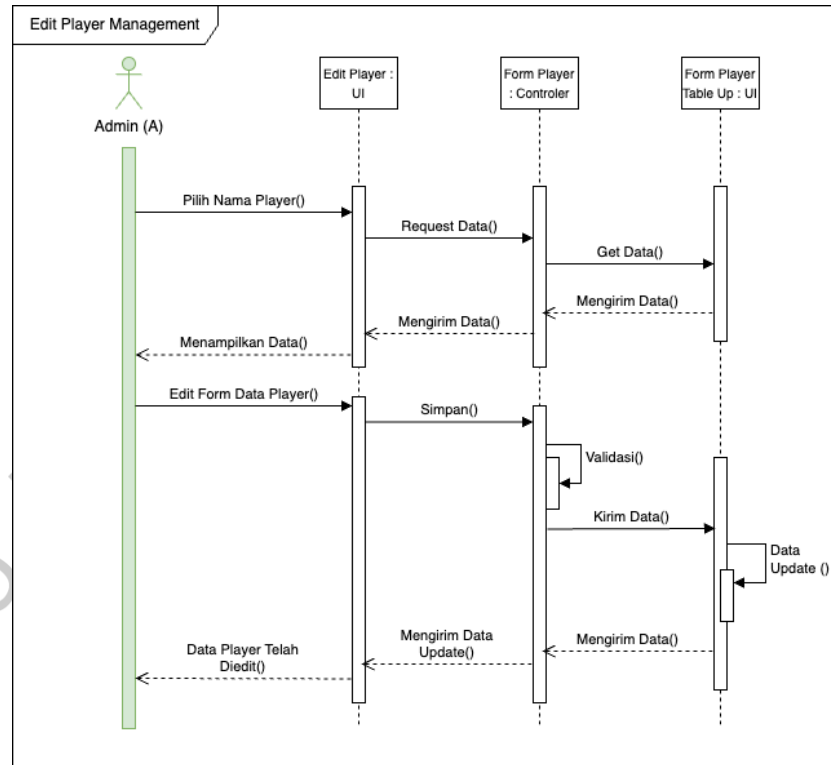 Edit Player Management
Admin (A)
Edit Player :
UI
Form Player
: Controler
Form Player
Table Up : UI
Pilih Nama Player()
Request Data()
Get Data()
Mengirim Data()
Mengirim Data()
Menampilkan Data()
Edit Form Data Player()
Simpan()
Validasi()
Kirim Data()
Data
Update ()
Mengirim Data()
Mengirim Data
Update()
Data Player Telah
Diedit()